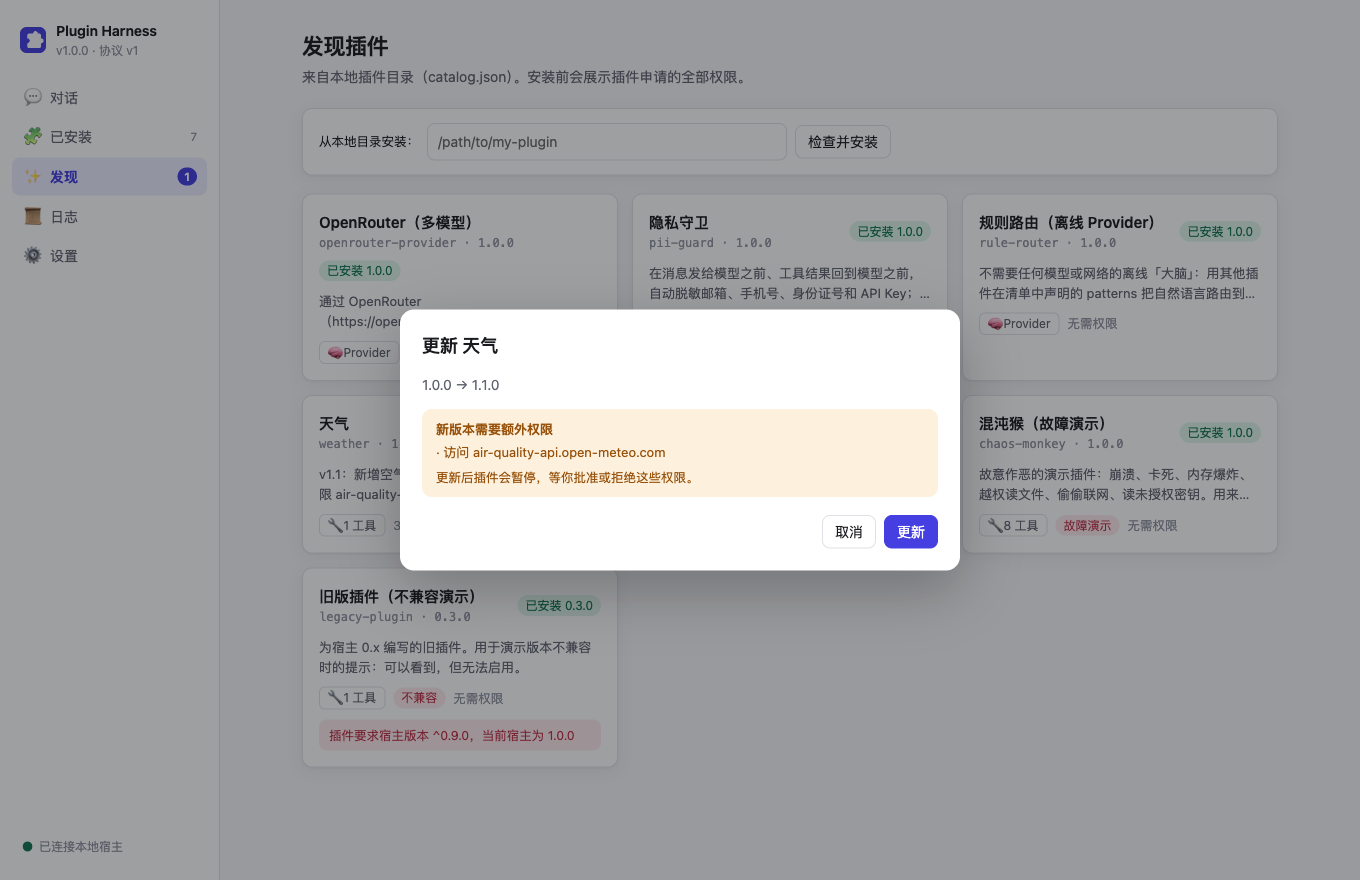 Plugin Harness
v1.0.0 · 协议 v1
对话
已安装 7
发现 1
日志
设置
已连接本地宿主
发现插件
来自本地插件目录（catalog.json）。安装前会展示插件申请的全部权限。
从本地目录安装： /path/to/my-plugin 检查并安装
OpenRouter（多模型）
openrouter-provider · 1.0.0
已安装 1.0.0
通过 OpenRouter
Provider
隐私守卫
pii-guard · 1.0.0
已安装 1.0.0
在消息发给模型之前、工具结果回到模型之前，
自动脱敏邮箱、手机号、身份证号和 API Key；…
规则路由（离线 Provider）
rule-router · 1.0.0
已安装 1.0.0
不需要任何模型或网络的离线「大脑」：用其他插
件在清单中声明的 patterns 把自然语言路由到…
Provider 无需权限
天气
weather · 1
v1.1：新增空气
限 air-quality-
1 工具 3
更新 天气
1.0.0 → 1.1.0
新版本需要额外权限
· 访问 air-quality-api.open-meteo.com
更新后插件会暂停，等你批准或拒绝这些权限。
取消 更新
混沌猴（故障演示）
chaos-monkey · 1.0.0
已安装 1.0.0
故意作恶的演示插件：崩溃、卡死、内存爆炸、
越权读文件、偷偷联网、读未授权密钥。用来…
8 工具 故障演示 无需权限
旧版插件（不兼容演示）
legacy-plugin · 0.3.0
已安装 0.3.0
为宿主 0.x 编写的旧插件。用于演示版本不兼容
时的提示：可以看到，但无法启用。
1 工具 不兼容 无需权限
插件要求宿主版本 ^0.9.0，当前宿主为 1.0.0